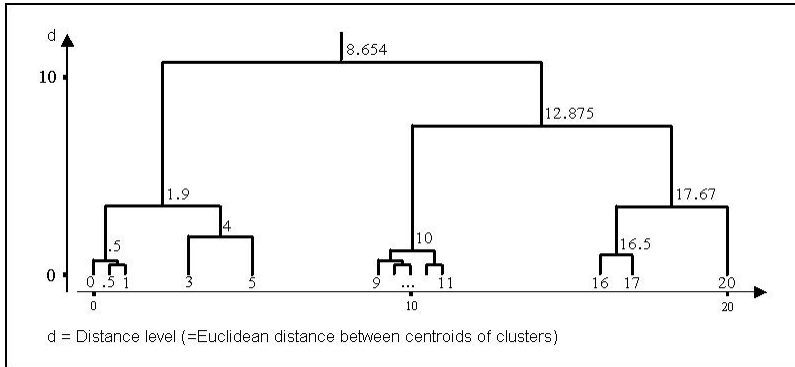 d
8.654
10
12.875
1.9
17.67
4
.5
10
16.5
0
0 .5 1 3 5 9 ... 11 16 17 20
0 10 20
d = Distance level (=Euclidean distance between centroids of clusters)